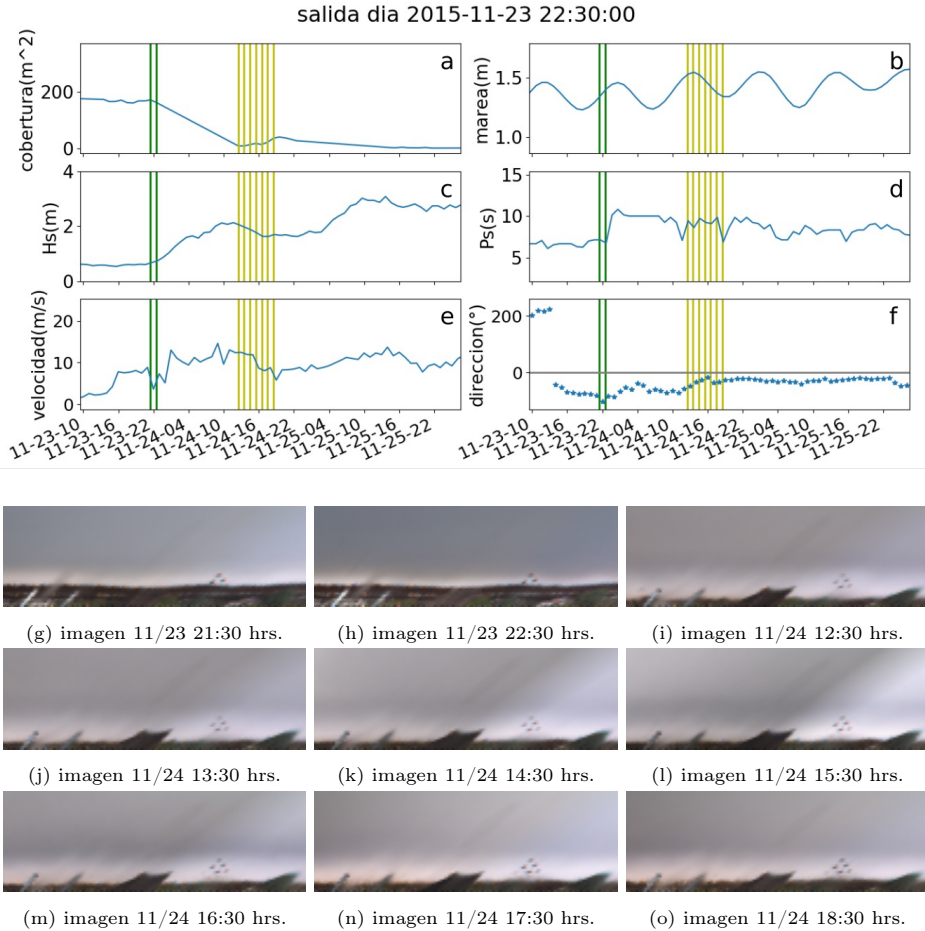 salida dia 2015-11-23 22:30:00
cobertura(m^2)
200
0
a
marea(m)
1.5
1.0
b
Hs(m)
4
2
0
c
Ps(s)
15
10
5
d
velocidad(m/s)
20
10
0
e
direccion(°)
200
0
f
11-23-10 11-23-16 11-23-22 11-24-04 11-24-10 11-24-16 11-24-22 11-25-04 11-25-10 11-25-16 11-25-22
11-23-10 11-23-16 11-23-22 11-24-04 11-24-10 11-24-16 11-24-22 11-25-04 11-25-10 11-25-16 11-25-22
(g) imagen 11/23 21:30 hrs.
(h) imagen 11/23 22:30 hrs.
(i) imagen 11/24 12:30 hrs.
(j) imagen 11/24 13:30 hrs.
(k) imagen 11/24 14:30 hrs.
(l) imagen 11/24 15:30 hrs.
(m) imagen 11/24 16:30 hrs.
(n) imagen 11/24 17:30 hrs.
(o) imagen 11/24 18:30 hrs.